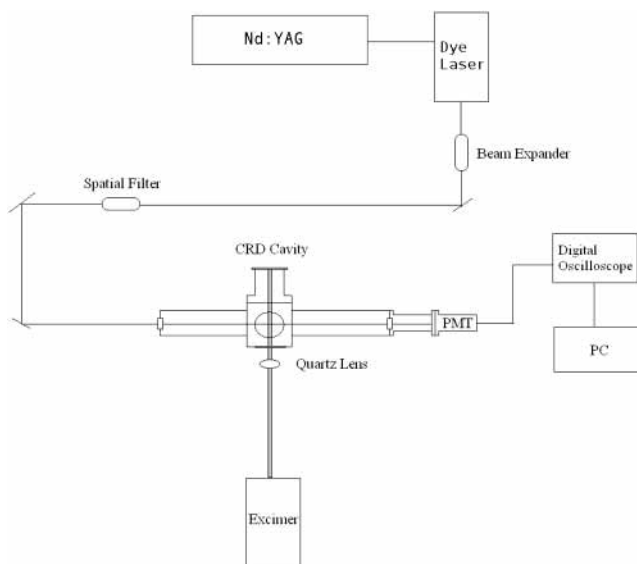 Nd:YAG
Dye
Laser
Beam Expander
Spatial Filter
CRD Cavity
Digital
Oscilloscope
PMT
PC
Quartz Lens
Excimer